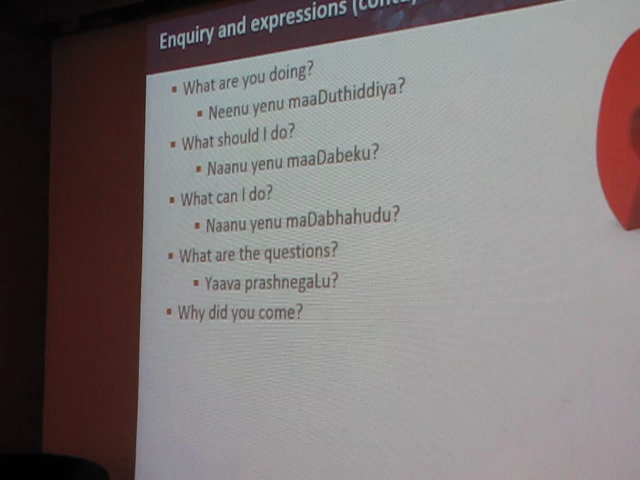 Enquiry and expressions
What are you doing?
Neenu yenu maaDuthiddiya?
What should I do?
Naanu yenu maaDabeku?
What can I do?
Naanu yenu maDabhahudu?
What are the questions?
Yaava prashnegaLu?
Why did you come?